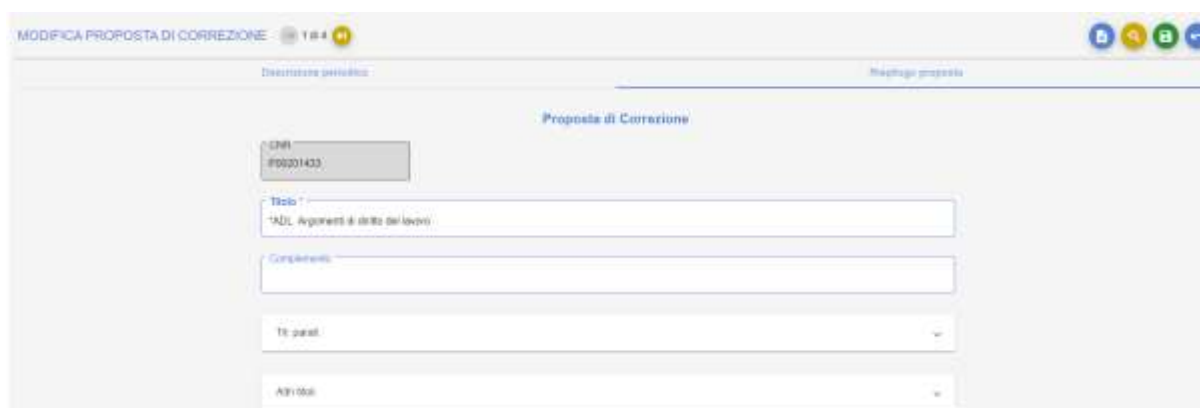 MODIFICA PROPOSTA DI CORREZIONE 1 di 4
Descrizione periodico Riepilogo proposta
Proposta di Correzione
CNR
P00201433
Titolo *
*ADL. Argomenti di diritto del lavoro
Complemento
Tit. parall.
Altri titoli